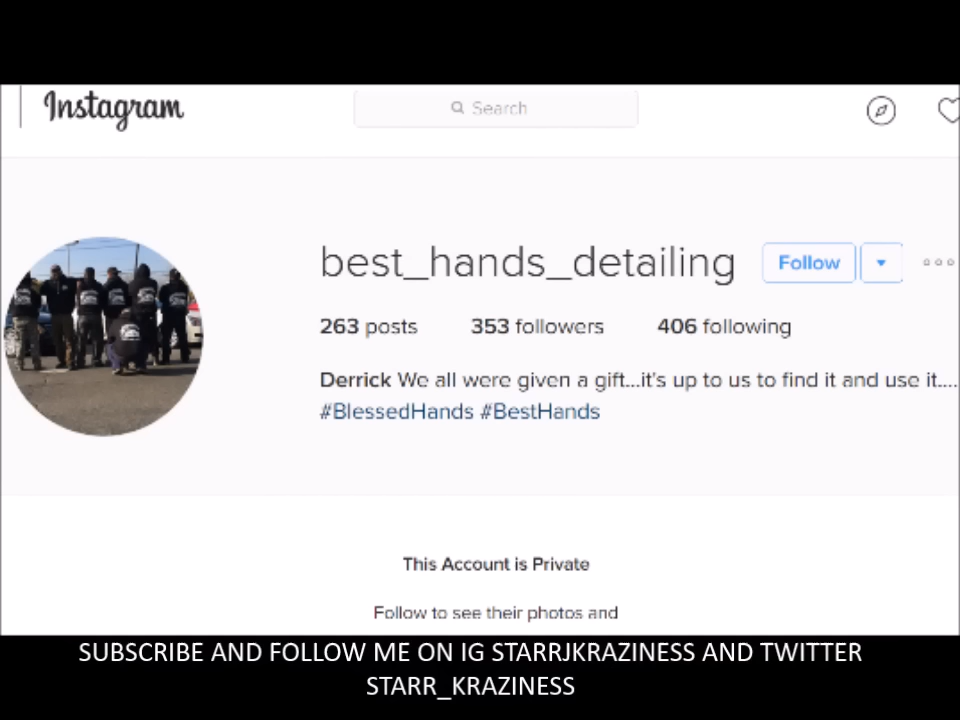 Instagram
Search
best_hands_detailing
Follow
263 posts 353 followers 406 following
Derrick We all were given a gift...it's up to us to find it and use it....
#BlessedHands #BestHands
This Account is Private
Follow to see their photos and
SUBSCRIBE AND FOLLOW ME ON IG STARRJKRAZINESS AND TWITTER
STARR_KRAZINESS